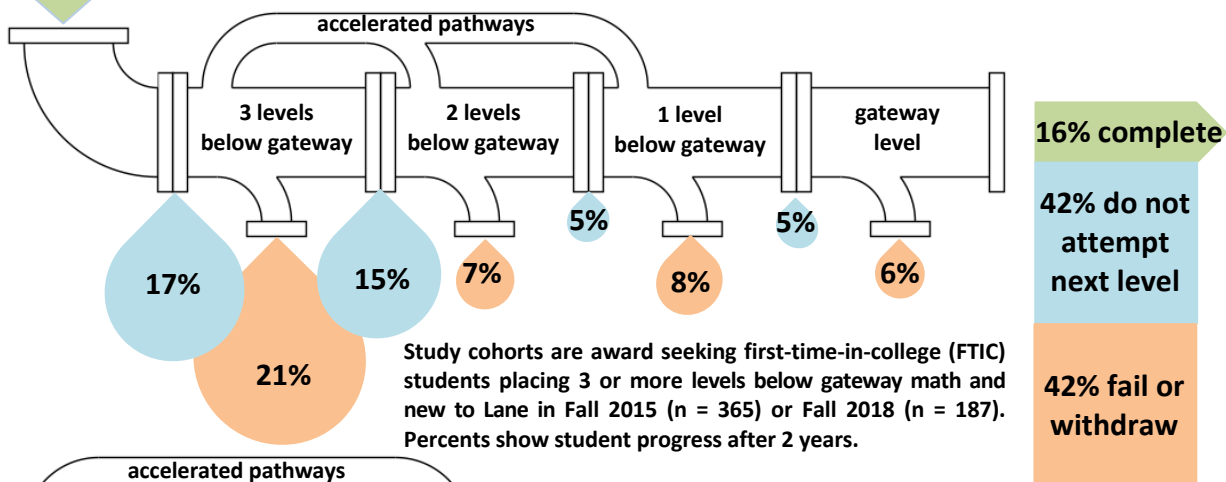 accelerated pathways
3 levels
below gateway
2 levels
below gateway
1 level
below gateway
gateway
level
16% complete
42% do not
attempt
next level
42% fail or
withdraw
17%
21%
15%
7%
5%
8%
5%
6%
Study cohorts are award seeking first-time-in-college (FTIC)
students placing 3 or more levels below gateway math and
new to Lane in Fall 2015 (n = 365) or Fall 2018 (n = 187).
Percents show student progress after 2 years.
accelerated pathways